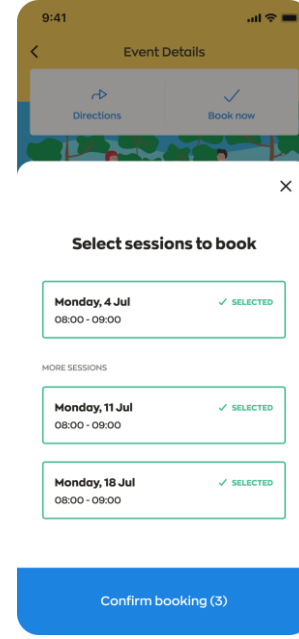 9:41
Event Details
Directions
Book now
Select sessions to book
Monday, 4 Jul
✓ SELECTED
08:00 - 09:00
MORE SESSIONS
Monday, 11 Jul
✓ SELECTED
08:00 - 09:00
Monday, 18 Jul
✓ SELECTED
08:00 - 09:00
Confirm booking (3)